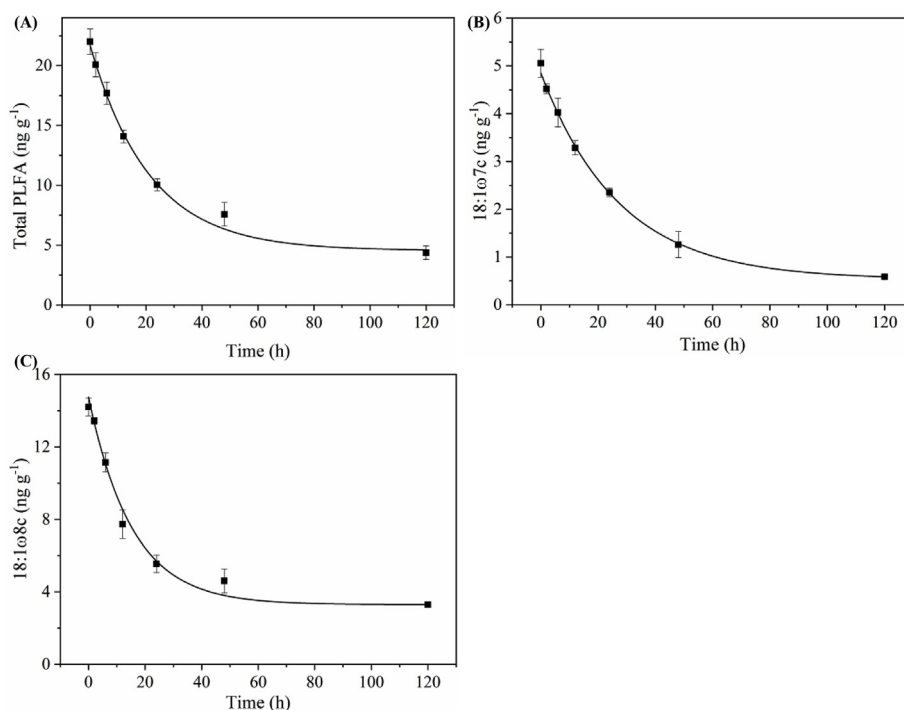 (A)
Total PLFA (ng g-1)
20
15
10
5
0
0 20 40 60 80 100 120
Time (h)
(B)
18:1ω7c (ng g-1)
6
5
4
3
2
1
0
0 20 40 60 80 100 120
Time (h)
(C)
18:1ω8c (ng g-1)
16
12
8
4
0
0 20 40 60 80 100 120
Time (h)